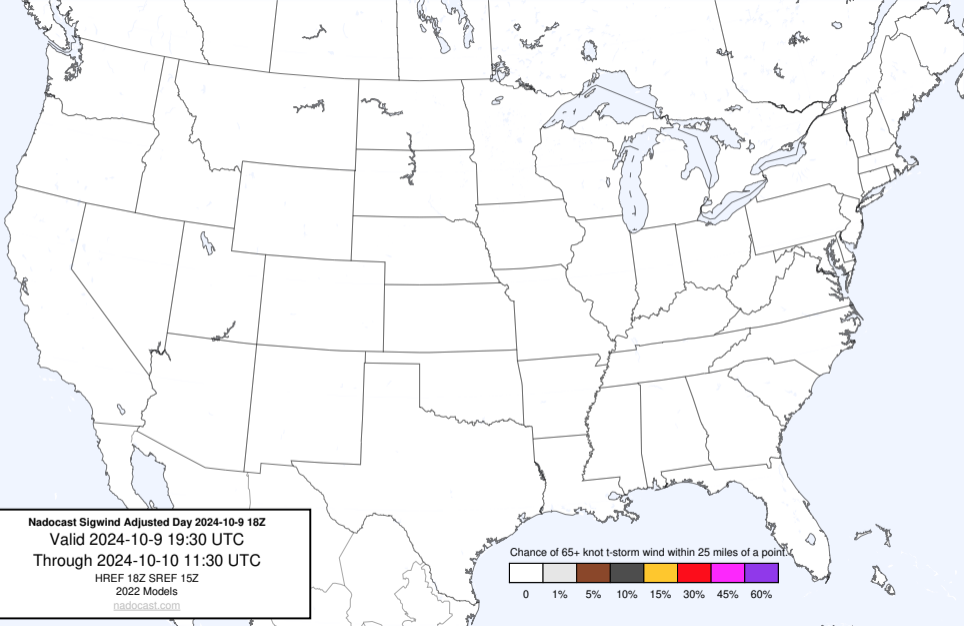 Nadocast Sigwind Adjusted Day 2024-10-9 18Z
Valid 2024-10-9 19:30 UTC
Through 2024-10-10 11:30 UTC
HREF 18Z SREF 15Z
2022 Models
nadocast.com
Chance of 65+ knot t-storm wind within 25 miles of a point.
0 1% 5% 10% 15% 30% 45% 60%